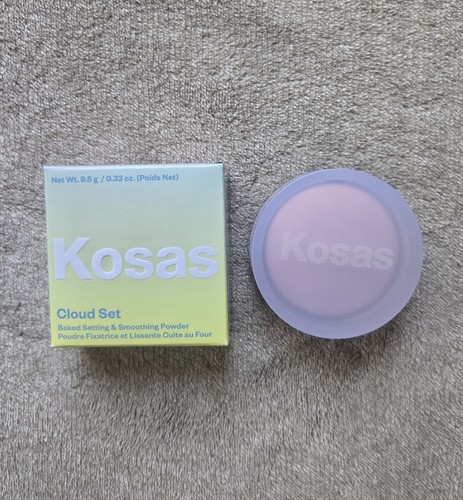 Net Wt. 9.5 g / 0.33 oz. (Poids Net)
Kosas
Cloud Set
Baked Setting & Smoothing Powder
Poudre Fixatrice et Lissante Cuite au Four
Kosas